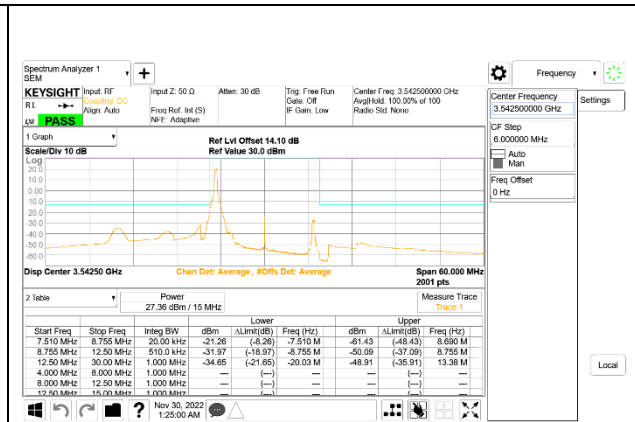 Spectrum Analyzer 1
SEM
Frequency
KEYSIGHT Input: RF Input Z: 50 Ω Atten: 30 dB Trig: Free Run Center Freq: 3.542500000 GHz
Coupling: DC Gate: Off Avg|Hold: 100.00% of 100
R L Align: Auto Freq Ref: Int (S) IF Gain: Low Radio Std: None
NFE: Adaptive
PASS
Center Frequency
3.542500000 GHz
Settings
CF Step
6.000000 MHz
Auto
Man
Freq Offset
0 Hz
1 Graph
Ref Lvl Offset 14.10 dB
Scale/Div 10 dB Ref Value 30.0 dBm
Log
20.0
10.0
0.00
-10.0
-20.0
-30.0
-40.0
-50.0
-60.0
Disp Center 3.54250 GHz Chan Det: Average , #Offs Det: Average Span 60.000 MHz
2001 pts
2 Table Power Measure Trace
27.36 dBm / 15 MHz Trace 1
Lower Upper
Start Freq Stop Freq Integ BW dBm ΔLimit(dB) Freq (Hz) dBm ΔLimit(dB) Freq (Hz)
7.510 MHz 8.755 MHz 20.00 kHz -21.26 (-8.26) -7.510 M -61.43 (-48.43) 8.690 M
8.755 MHz 12.50 MHz 510.0 kHz -31.97 (-18.97) -8.755 M -50.09 (-37.09) 8.755 M
12.50 MHz 30.00 MHz 1.000 MHz -34.65 (-21.65) -20.03 M -48.91 (-35.91) 13.38 M
4.000 MHz 8.000 MHz 1.000 MHz --- (---) --- (---)
8.000 MHz 12.50 MHz 1.000 MHz --- (---) --- (---)
12.50 MHz 15.00 MHz 1.000 MHz --- (---) --- (---)
Local
Nov 30, 2022
1:25:00 AM